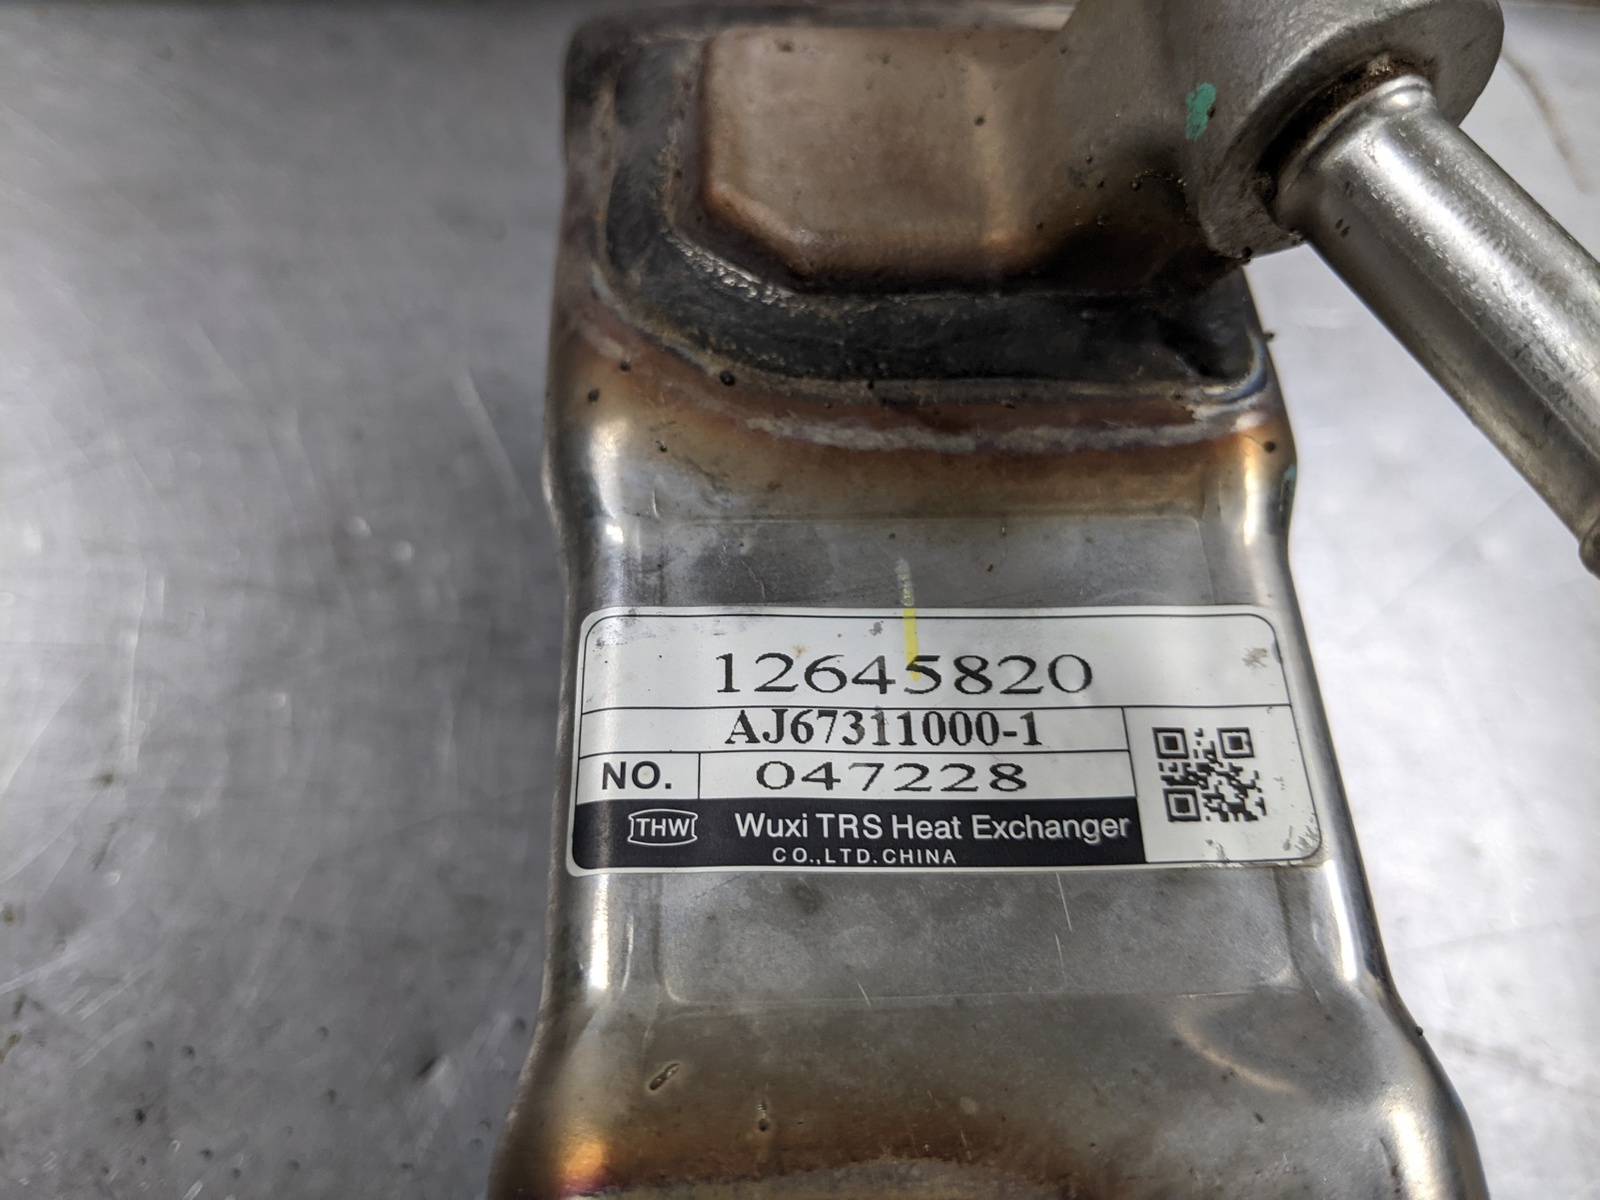 12645820
AJ67311000-1
NO. 047228
THW Wuxi TRS Heat Exchanger
CO.,LTD.CHINA